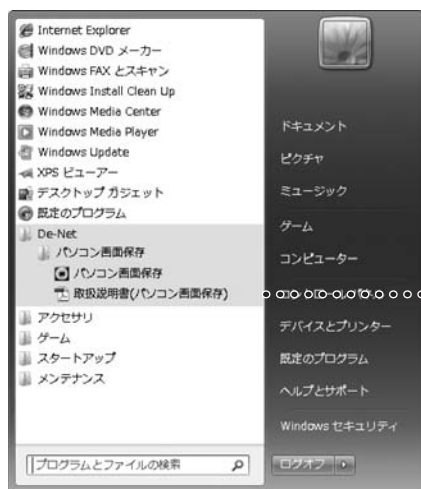 Internet Explorer
Windows DVD メーカー
Windows FAX とスキャン
Windows Install Clean Up
Windows Media Center
Windows Media Player
Windows Update
XPS ビューアー
デスクトップ ガジェット
既定のプログラム
De-Net
パソコン画面保存
パソコン画面保存
取扱説明書(パソコン画面保存)
アクセサリ
ゲーム
スタートアップ
メンテナンス
プログラムとファイルの検索
ドキュメント
ピクチャ
ミュージック
ゲーム
コンピューター
デバイスとプリンター
既定のプログラム
ヘルプとサポート
Windows セキュリティ
ログオフ